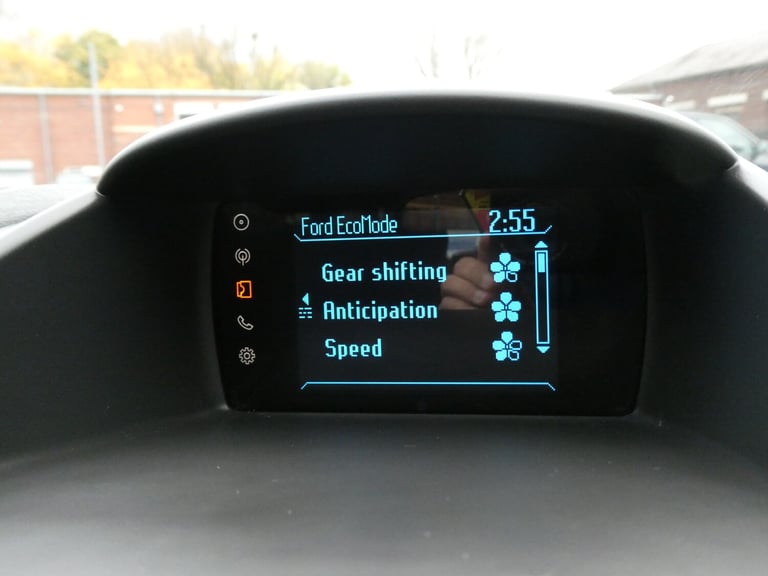 Ford EcoMode 2:55
Gear shifting
Anticipation
Speed